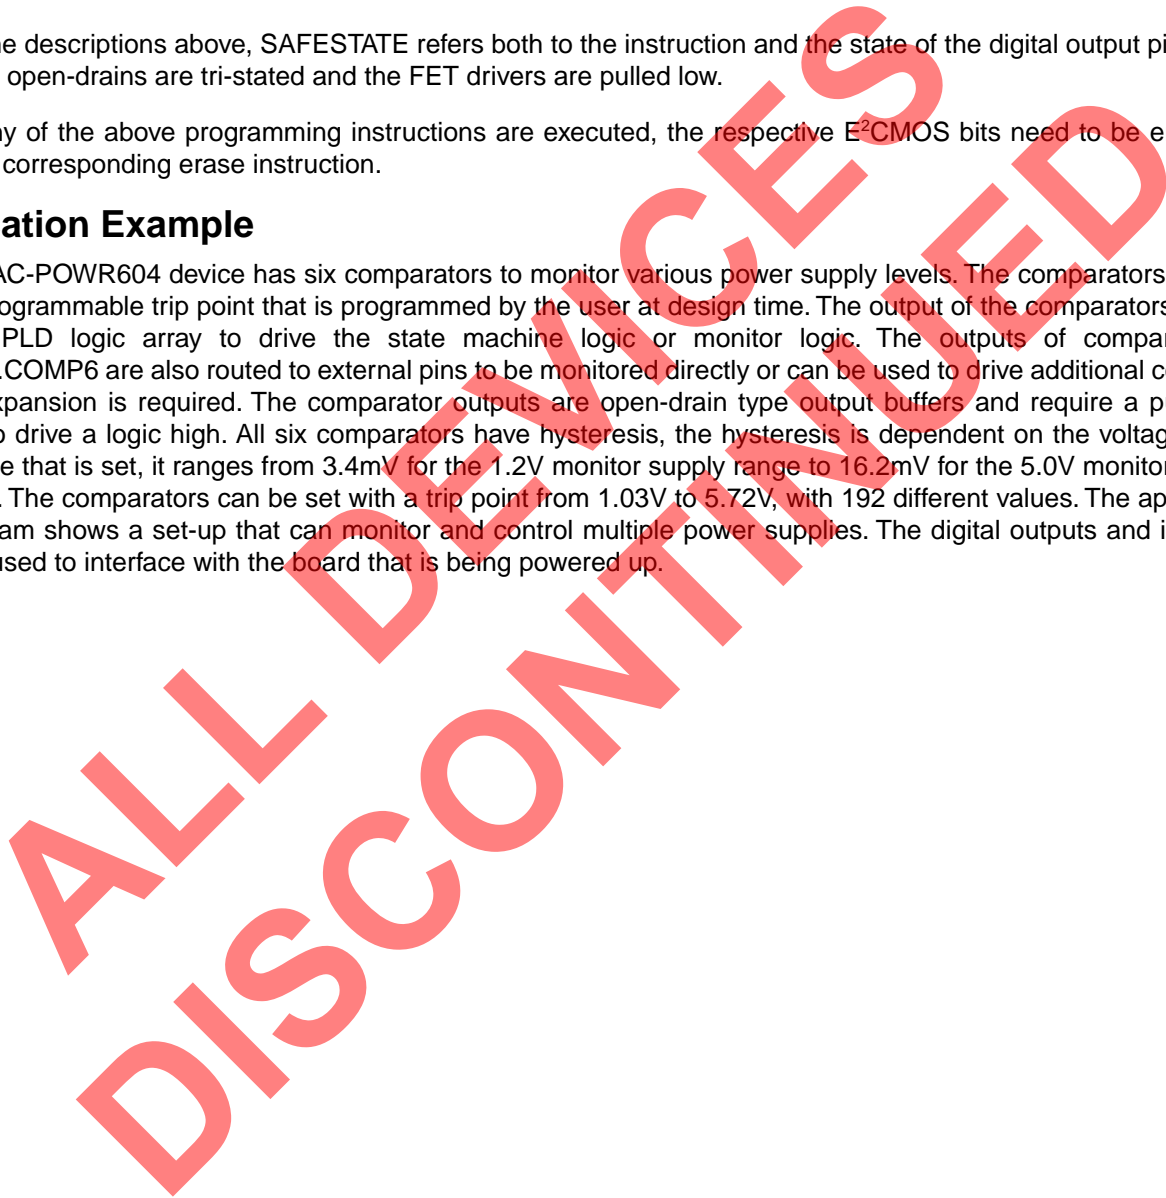 ne descriptions above, SAFESTATE refers both to the instruction and the state of the digital output pi
open-drains are tri-stated and the FET drivers are pulled low.
ny of the above programming instructions are executed, the respective E²CMOS bits need to be e
corresponding erase instruction.
ation Example
AC-POWR604 device has six comparators to monitor various power supply levels. The comparators
ogrammable trip point that is programmed by the user at design time. The output of the comparators
PLD logic array to drive the state machine logic or monitor logic. The outputs of compar
.COMP6 are also routed to external pins to be monitored directly or can be used to drive additional c
xpansion is required. The comparator outputs are open-drain type output buffers and require a p
o drive a logic high. All six comparators have hysteresis, the hysteresis is dependent on the voltag
e that is set, it ranges from 3.4mV for the 1.2V monitor supply range to 16.2mV for the 5.0V monitor
. The comparators can be set with a trip point from 1.03V to 5.72V, with 192 different values. The ap
am shows a set-up that can monitor and control multiple power supplies. The digital outputs and i
used to interface with the board that is being powered up.
ALL DEVICES
DISCONTINUED